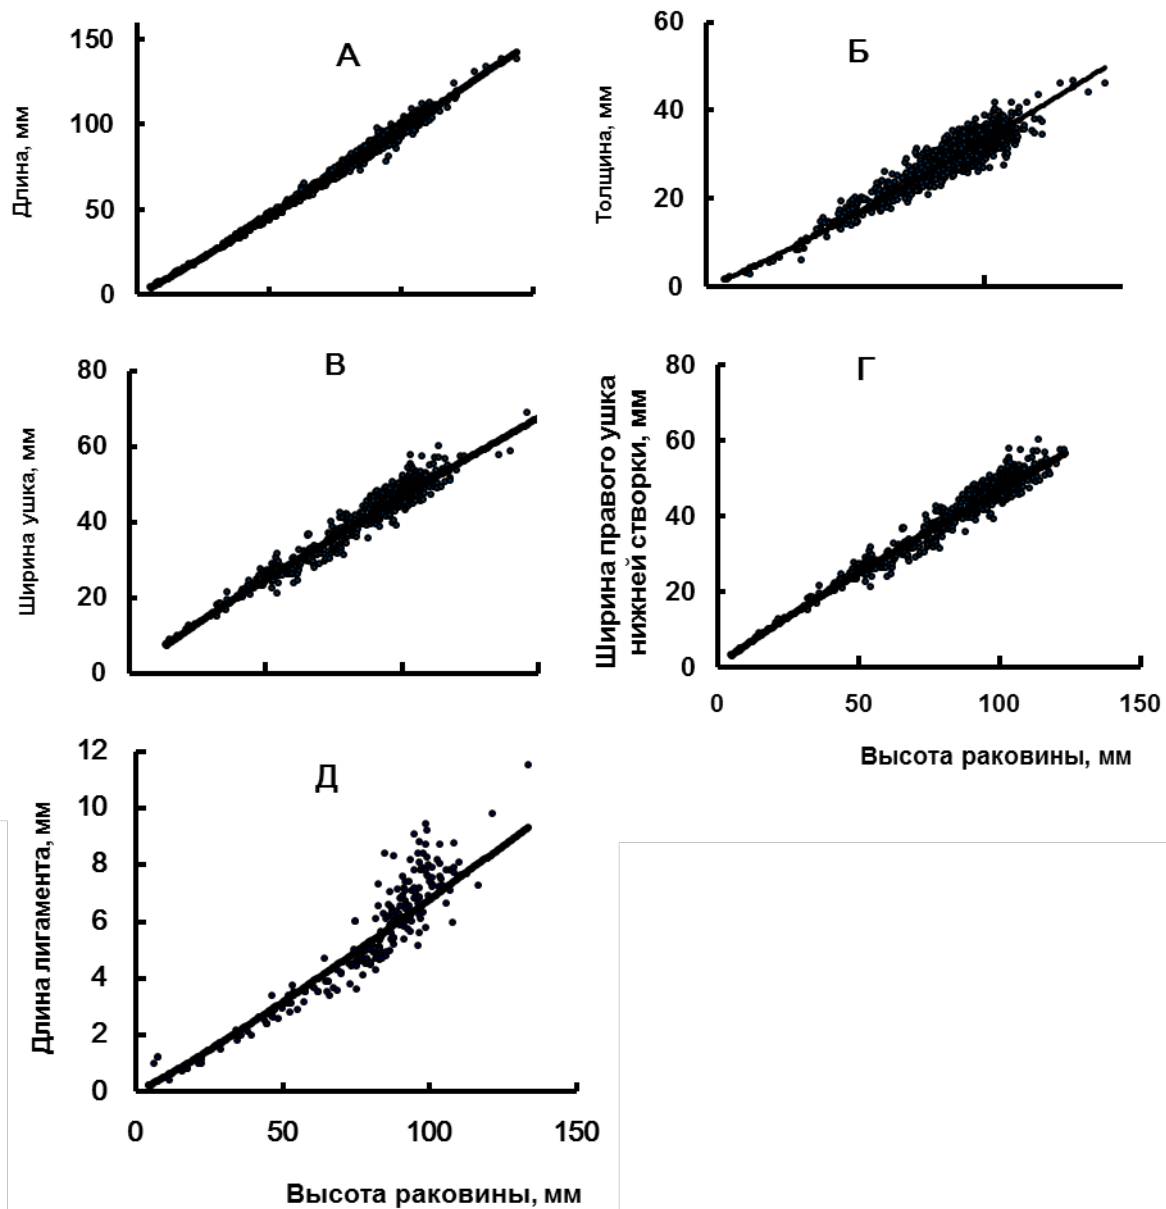 А
Длина, мм
150
100
50
0
Б
Толщина, мм
60
40
20
0
В
Ширина ушка, мм
80
60
40
20
0
Г
Ширина правого ушка
нижней створки, мм
80
60
40
20
0
0 50 100 150
Высота раковины, мм
Д
Длина лигамента, мм
12
10
8
6
4
2
0
0 50 100 150
Высота раковины, мм